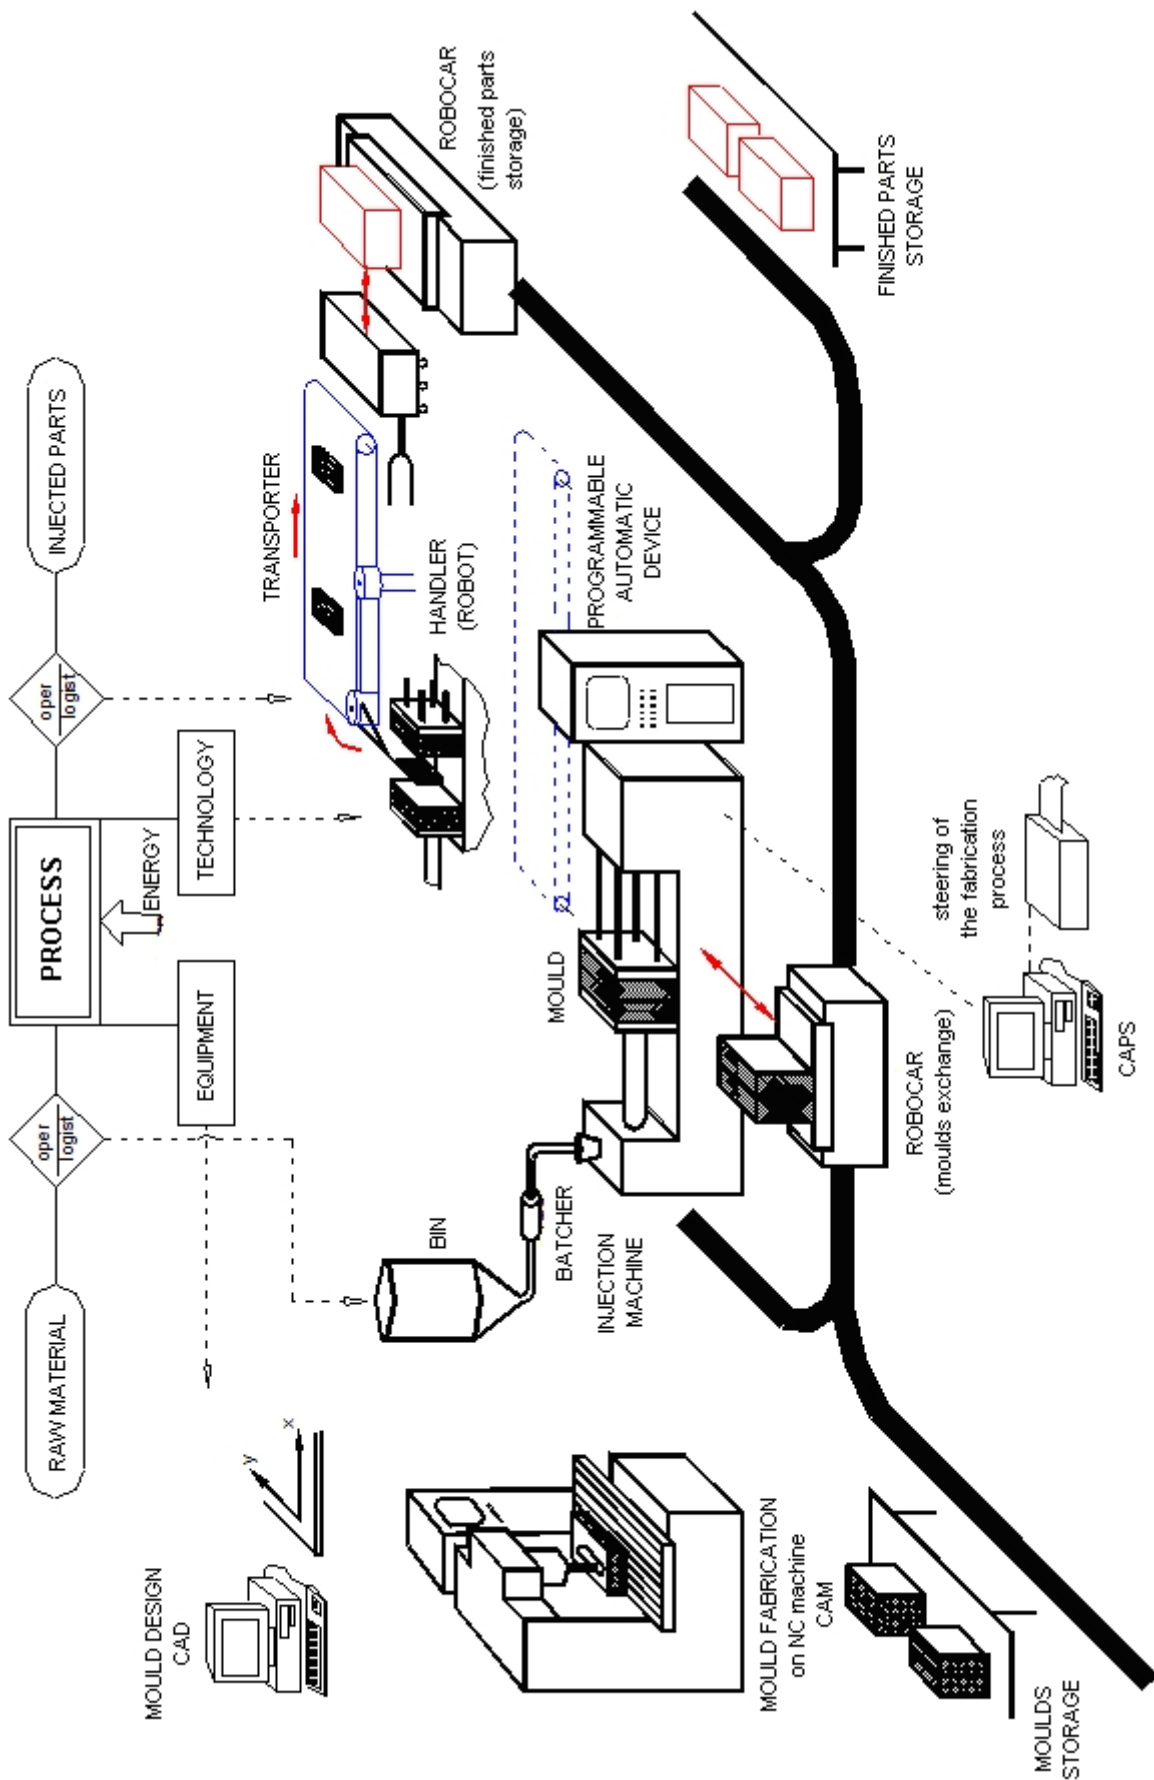 RAW MATERIAL
oper
logist
PROCESS
oper
logist
INJECTED PARTS
ENERGY
EQUIPMENT
TECHNOLOGY
MOULD DESIGN
CAD
y
x
TRANSPORTER
HANDLER
(ROBOT)
ROBOCAR
(finished parts
storage)
BIN
BATCHER
MOULD
PROGRAMMABLE
AUTOMATIC
DEVICE
INJECTION
MACHINE
MOULD FABRICATION
on NC machine
CAM
ROBOCAR
(moulds exchange)
steering of
the fabrication
process
FINISHED PARTS
STORAGE
MOULDS
STORAGE
CAPS